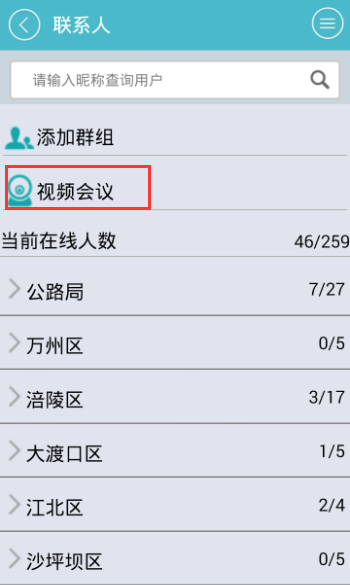 联系人
请输入昵称查询用户
添加群组
视频会议
当前在线人数 46/259
公路局 7/27
万州区 0/5
涪陵区 3/17
大渡口区 1/5
江北区 2/4
沙坪坝区 0/5